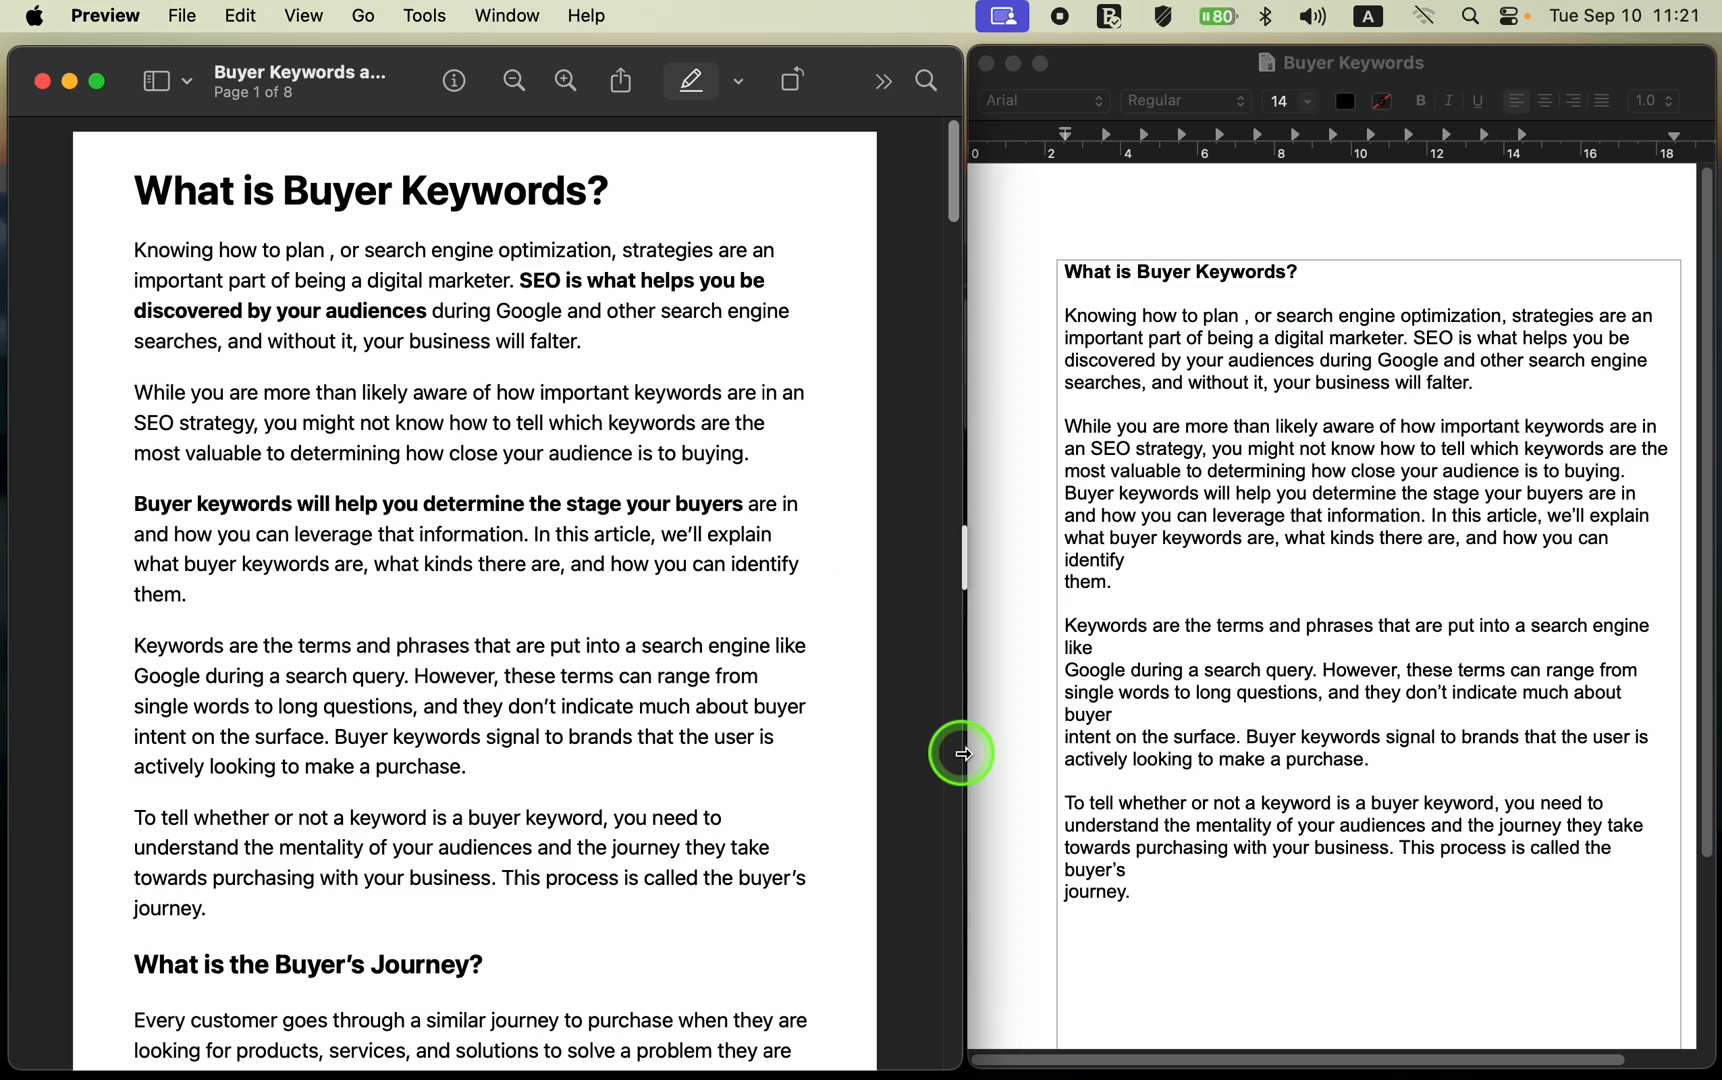 Preview File Edit View Go Tools Window Help
80 A Tue Sep 10 11:21
Buyer Keywords a...
Page 1 of 8
What is Buyer Keywords?
Knowing how to plan , or search engine optimization, strategies are an
important part of being a digital marketer. SEO is what helps you be
discovered by your audiences during Google and other search engine
searches, and without it, your business will falter.
While you are more than likely aware of how important keywords are in an
SEO strategy, you might not know how to tell which keywords are the
most valuable to determining how close your audience is to buying.
Buyer keywords will help you determine the stage your buyers are in
and how you can leverage that information. In this article, we’ll explain
what buyer keywords are, what kinds there are, and how you can identify
them.
Keywords are the terms and phrases that are put into a search engine like
Google during a search query. However, these terms can range from
single words to long questions, and they don’t indicate much about buyer
intent on the surface. Buyer keywords signal to brands that the user is
actively looking to make a purchase.
To tell whether or not a keyword is a buyer keyword, you need to
understand the mentality of your audiences and the journey they take
towards purchasing with your business. This process is called the buyer’s
journey.
What is the Buyer’s Journey?
Every customer goes through a similar journey to purchase when they are
looking for products, services, and solutions to solve a problem they are
Buyer Keywords
Arial Regular 14 B I U 1.0
0 2 4 6 8 10 12 14 16 18
What is Buyer Keywords?
Knowing how to plan , or search engine optimization, strategies are an
important part of being a digital marketer. SEO is what helps you be
discovered by your audiences during Google and other search engine
searches, and without it, your business will falter.
While you are more than likely aware of how important keywords are in
an SEO strategy, you might not know how to tell which keywords are the
most valuable to determining how close your audience is to buying.
Buyer keywords will help you determine the stage your buyers are in
and how you can leverage that information. In this article, we’ll explain
what buyer keywords are, what kinds there are, and how you can
identify
them.
Keywords are the terms and phrases that are put into a search engine
like
Google during a search query. However, these terms can range from
single words to long questions, and they don’t indicate much about
buyer
intent on the surface. Buyer keywords signal to brands that the user is
actively looking to make a purchase.
To tell whether or not a keyword is a buyer keyword, you need to
understand the mentality of your audiences and the journey they take
towards purchasing with your business. This process is called the
buyer’s
journey.